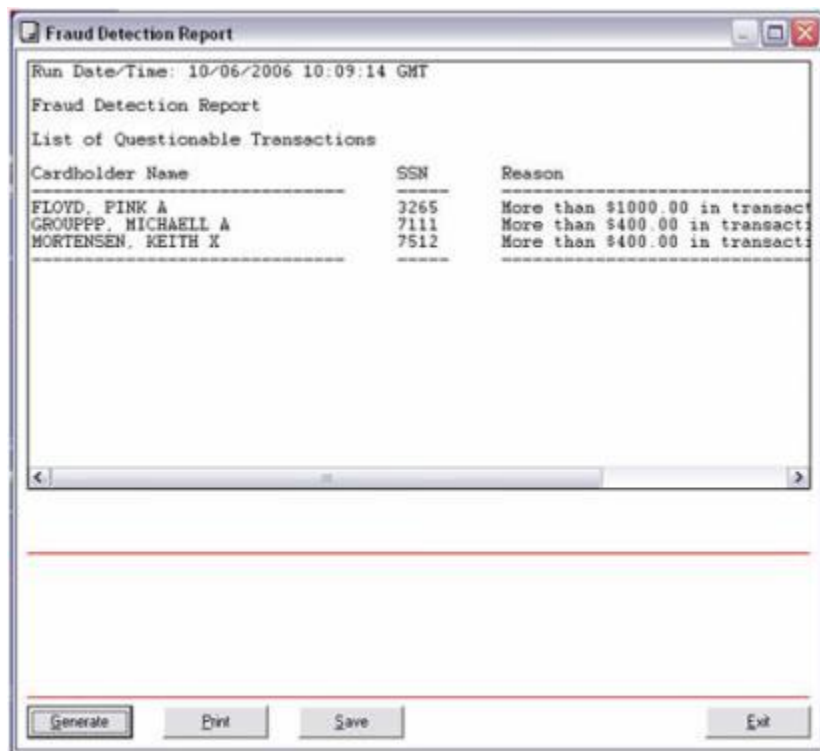 Fraud Detection Report
Run Date/Time: 10/06/2006 10:09:14 GMT
Fraud Detection Report
List of Questionable Transactions
Cardholder Name SSN Reason
FLOYD, PINK A 3265 More than $1000.00 in transact
GROUPPP, MICHAELL A 7111 More than $400.00 in transacti
MORTENSEN, KEITH X 7512 More than $400.00 in transacti
Generate Print Save Exit